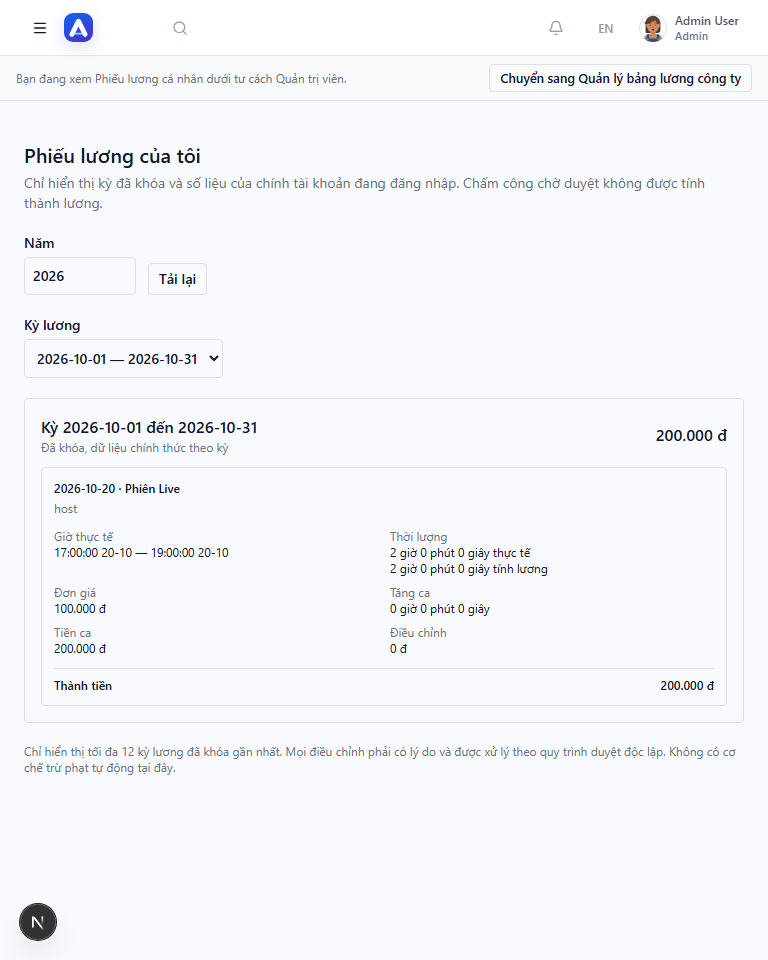 EN
Admin User
Admin
Bạn đang xem Phiếu lương cá nhân dưới tư cách Quản trị viên.
Chuyển sang Quản lý bảng lương công ty
Phiếu lương của tôi
Chỉ hiển thị kỳ đã khóa và số liệu của chính tài khoản đang đăng nhập. Chấm công chờ duyệt không được tính
thành lương.
Năm
2026
Tải lại
Kỳ lương
2026-10-01 — 2026-10-31
Kỳ 2026-10-01 đến 2026-10-31
Đã khóa, dữ liệu chính thức theo kỳ
200.000 đ
2026-10-20 · Phiên Live
host
Giờ thực tế
17:00:00 20-10 — 19:00:00 20-10
Thời lượng
2 giờ 0 phút 0 giây thực tế
2 giờ 0 phút 0 giây tính lương
Đơn giá
100.000 đ
Tăng ca
0 giờ 0 phút 0 giây
Tiền ca
200.000 đ
Điều chỉnh
0 đ
Thành tiền
200.000 đ
Chỉ hiển thị tối đa 12 kỳ lương đã khóa gần nhất. Mọi điều chỉnh phải có lý do và được xử lý theo quy trình duyệt độc lập. Không có cơ
chế trừ phạt tự động tại đây.
N